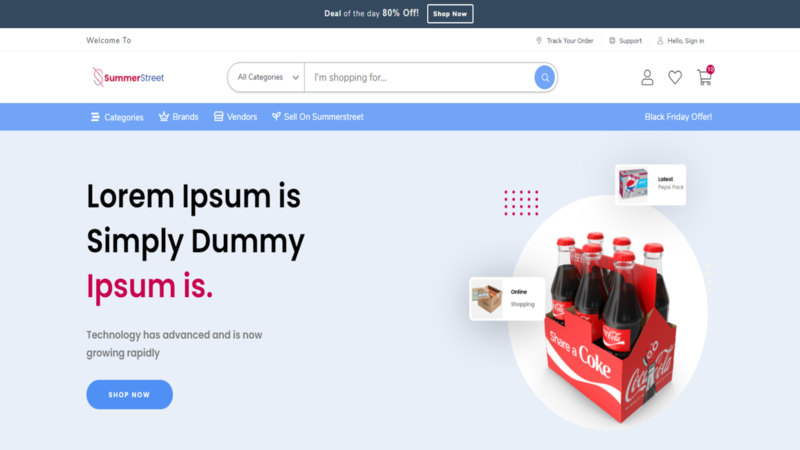 Deal of the day 80% Off! Shop Now
Welcome To
Track Your Order
Support
Hello, Sign in
SummerStreet
All Categories
I'm shopping for...
Categories
Brands
Vendors
Sell On Summerstreet
Black Friday Offer!
Lorem Ipsum is
Simply Dummy
Ipsum is.
Technology has advanced and is now
growing rapidly
SHOP NOW
Latest
Pepsi Pack
Online
Shopping
Share a Coke
Coca-Cola